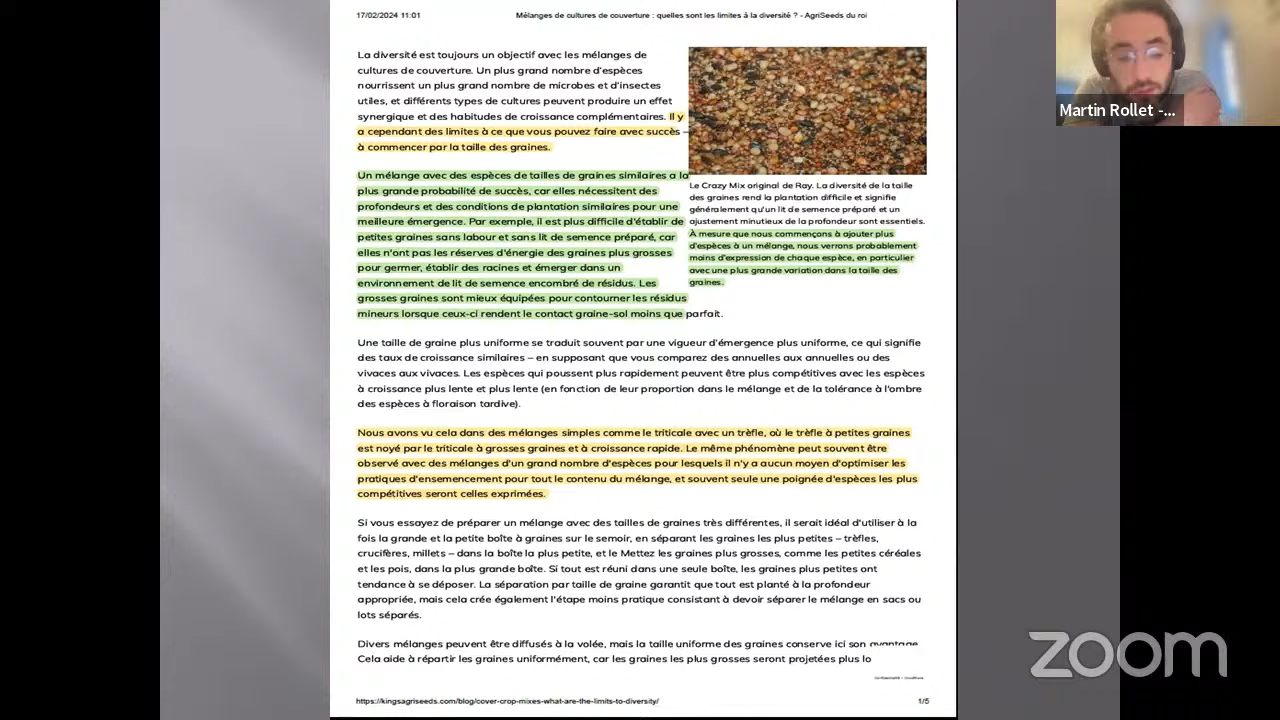 17/02/2024 11:01
Mélanges de cultures de couverture : quelles sont les limites à la diversité ? - AgriSeeds du roi
La diversité est toujours un objectif avec les mélanges de
cultures de couverture. Un plus grand nombre d'espèces
nourrissent un plus grand nombre de microbes et d'insectes
utiles, et différents types de cultures peuvent produire un effet
synergique et des habitudes de croissance complémentaires. Il y
a cependant des limites à ce que vous pouvez faire avec succès –
à commencer par la taille des graines.
Un mélange avec des espèces de tailles de graines similaires a la
plus grande probabilité de succès, car elles nécessitent des
profondeurs et des conditions de plantation similaires pour une
meilleure émergence. Par exemple, il est plus difficile d'établir de
petites graines sans labour et sans lit de semence préparé, car
elles n'ont pas les réserves d'énergie des graines plus grosses
pour germer, établir des racines et émerger dans un
environnement de lit de semence encombré de résidus. Les
grosses graines sont mieux équipées pour contourner les résidus
mineurs lorsque ceux-ci rendent le contact graine-sol moins que parfait.
Le Crazy Mix original de Ray. La diversité de la taille
des graines rend la plantation difficile et signifie
généralement qu'un lit de semence préparé et un
ajustement minutieux de la profondeur sont essentiels.
À mesure que nous commençons à ajouter plus
d'espèces à un mélange, nous verrons probablement
moins d'expression de chaque espèce, en particulier
avec une plus grande variation dans la taille des
graines.
Une taille de graine plus uniforme se traduit souvent par une vigueur d'émergence plus uniforme, ce qui signifie
des taux de croissance similaires – en supposant que vous comparez des annuelles aux annuelles ou des
vivaces aux vivaces. Les espèces qui poussent plus rapidement peuvent être plus compétitives avec les espèces
à croissance plus lente et plus lente (en fonction de leur proportion dans le mélange et de la tolérance à l'ombre
des espèces à floraison tardive).
Nous avons vu cela dans des mélanges simples comme le triticale avec un trèfle, où le trèfle à petites graines
est noyé par le triticale à grosses graines et à croissance rapide. Le même phénomène peut souvent être
observé avec des mélanges d'un grand nombre d'espèces pour lesquels il n'y a aucun moyen d'optimiser les
pratiques d'ensemencement pour tout le contenu du mélange, et souvent seule une poignée d'espèces les plus
compétitives seront celles exprimées.
Si vous essayez de préparer un mélange avec des tailles de graines très différentes, il serait idéal d'utiliser à la
fois la grande et la petite boîte à graines sur le semoir, en séparant les graines les plus petites – trèfles,
crucifères, millets – dans la boîte la plus petite, et le Mettez les graines plus grosses, comme les petites céréales
et les pois, dans la plus grande boîte. Si tout est réuni dans une seule boîte, les graines plus petites ont
tendance à se déposer. La séparation par taille de graine garantit que tout est planté à la profondeur
appropriée, mais cela crée également l'étape moins pratique consistant à devoir séparer le mélange en sacs ou
lots séparés.
Divers mélanges peuvent être diffusés à la volée, mais la taille uniforme des graines conserve ici son avantage
Cela aide à répartir les graines uniformément, car les graines les plus grosses seront projetées plus lo
https://kingsagriseeds.com/blog/cover-crop-mixes-what-are-the-limits-to-diversity/
1/5
Martin Rollet -...
zoom